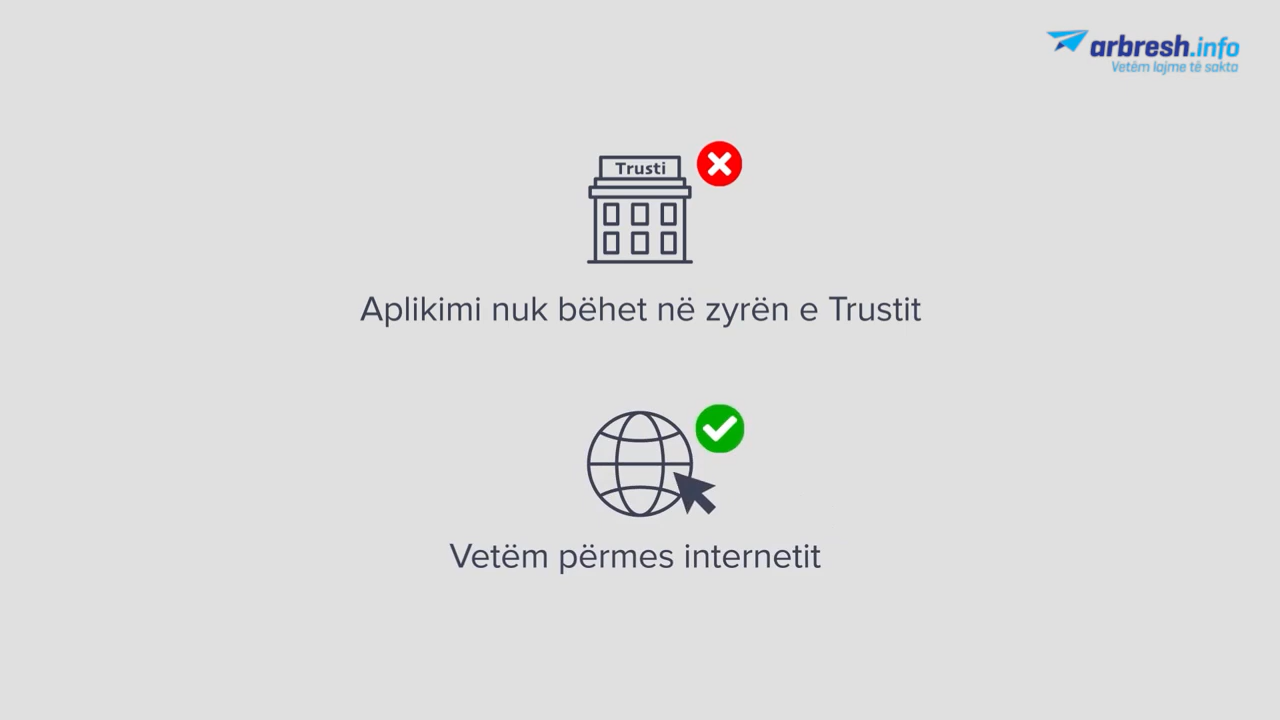 arbresh.info
Vetëm lajme të sakta
Trusti
Aplikimi nuk bëhet në zyrën e Trustit
Vetëm përmes internetit